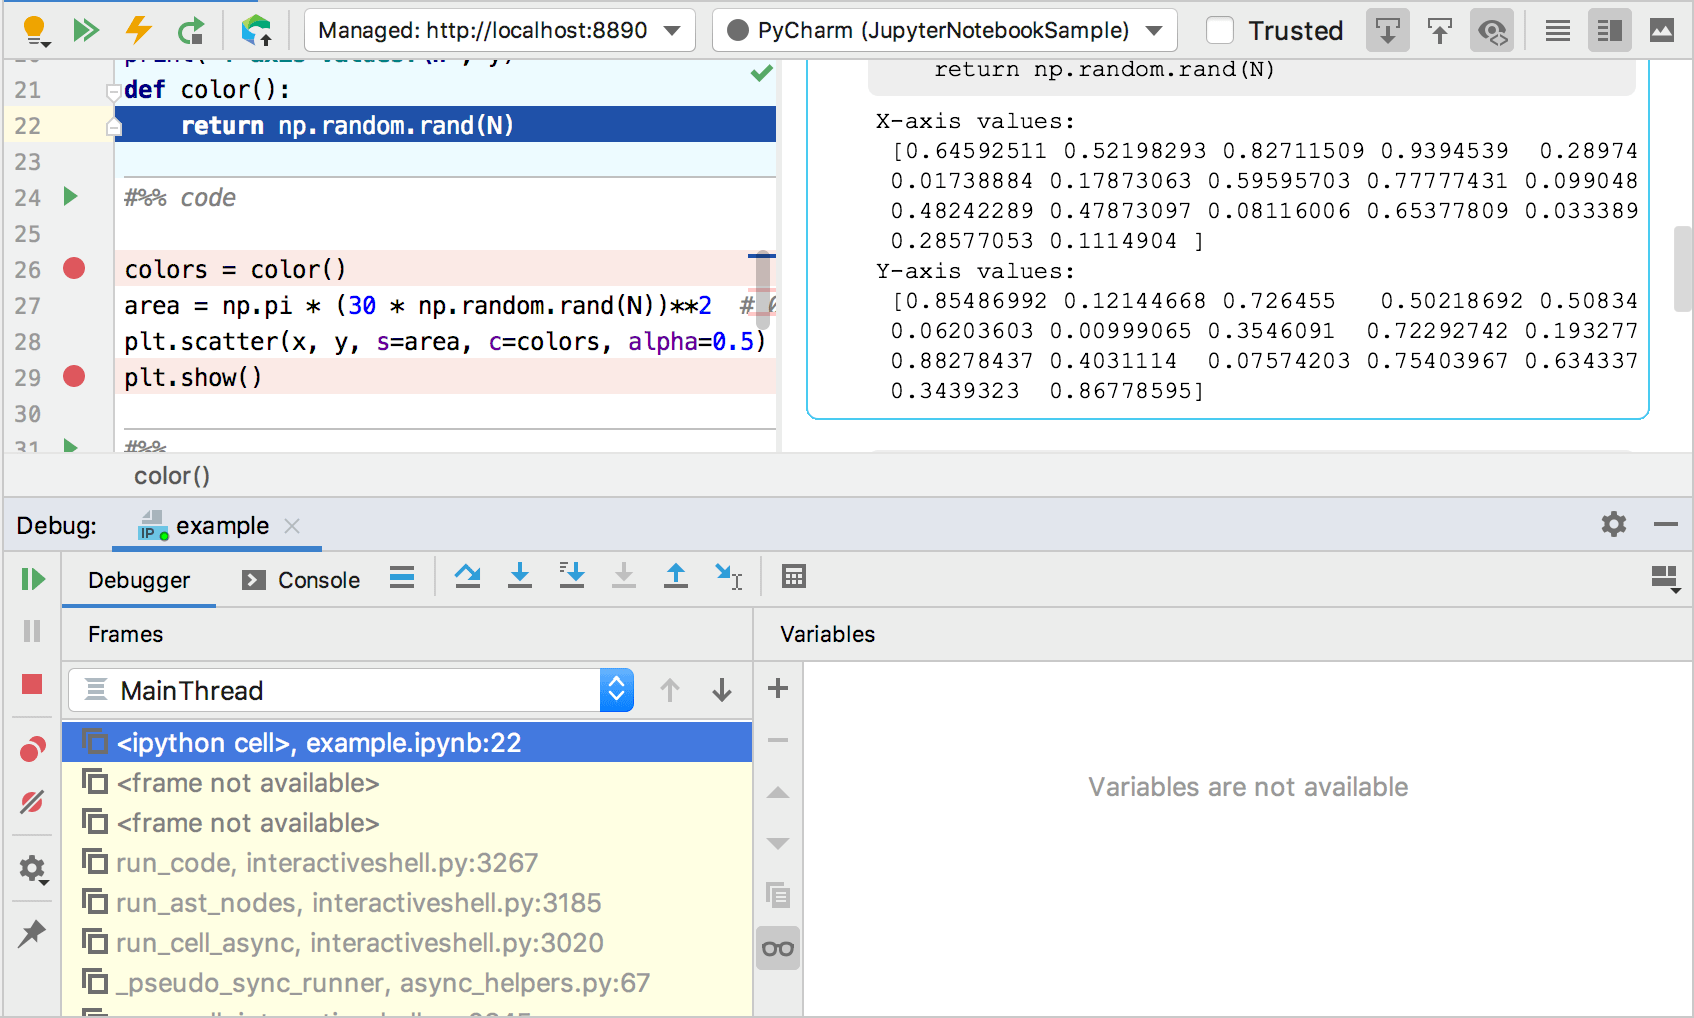 Managed: http://localhost:8890
PyCharm (JupyterNotebookSample)
Trusted
21 def color():
22 return np.random.rand(N)
23
24 #%% code
25
26 colors = color()
27 area = np.pi * (30 * np.random.rand(N))**2 #
28 plt.scatter(x, y, s=area, c=colors, alpha=0.5)
29 plt.show()
30
31 #%%
color()
return np.random.rand(N)
X-axis values:
[0.64592511 0.52198293 0.82711509 0.9394539 0.28974
0.01738884 0.17873063 0.59595703 0.77777431 0.099048
0.48242289 0.47873097 0.08116006 0.65377809 0.033389
0.28577053 0.1114904 ]
Y-axis values:
[0.85486992 0.12144668 0.726455 0.50218692 0.50834
0.06203603 0.00999065 0.3546091 0.72292742 0.193277
0.88278437 0.4031114 0.07574203 0.75403967 0.634337
0.3439323 0.86778595]
Debug: IP example
Debugger Console
Frames
MainThread
<ipython cell>, example.ipynb:22
<frame not available>
<frame not available>
run_code, interactiveshell.py:3267
run_ast_nodes, interactiveshell.py:3185
run_cell_async, interactiveshell.py:3020
_pseudo_sync_runner, async_helpers.py:67
Variables
Variables are not available